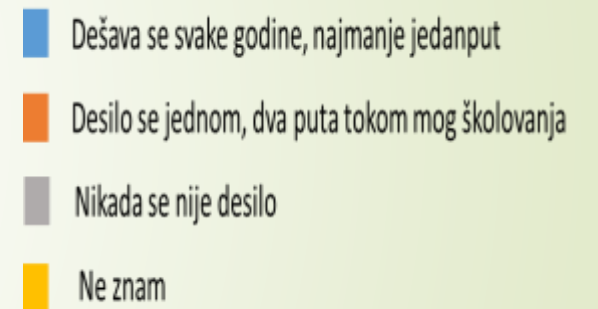 Dešava se svake godine, najmanje jedanput
Desilo se jednom, dva puta tokom mog školovanja
Nikada se nije desilo
Ne znam